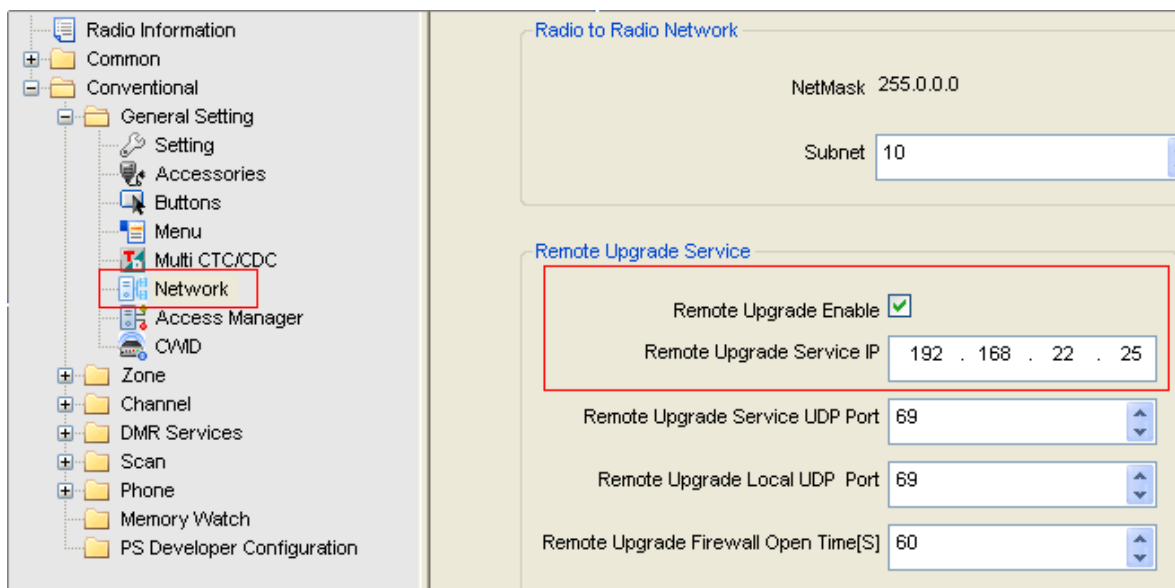 Radio Information
Common
Conventional
General Setting
Setting
Accessories
Buttons
Menu
Multi CTC/CDC
Network
Access Manager
CWID
Zone
Channel
DMR Services
Scan
Phone
Memory Watch
PS Developer Configuration
Radio to Radio Network
NetMask 255.0.0.0
Subnet 10
Remote Upgrade Service
Remote Upgrade Enable
Remote Upgrade Service IP 192 . 168 . 22 . 25
Remote Upgrade Service UDP Port 69
Remote Upgrade Local UDP Port 69
Remote Upgrade Firewall Open Time[S] 60